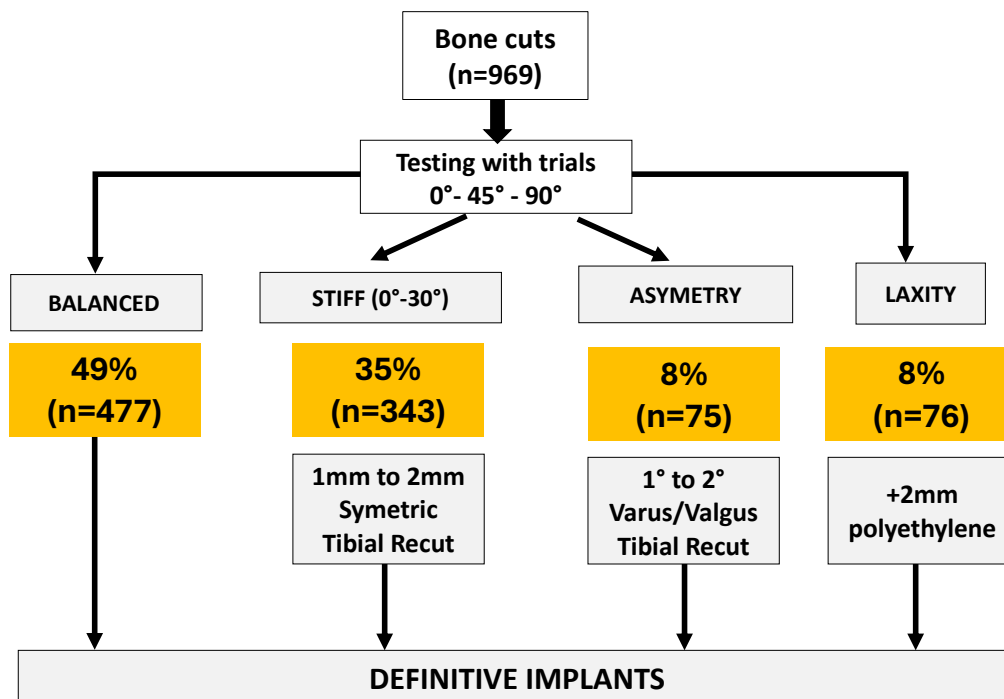 Bone cuts
(n=969)
Testing with trials
0°- 45° - 90°
BALANCED
STIFF (0°-30°)
ASYMETRY
LAXITY
49%
(n=477)
35%
(n=343)
8%
(n=75)
8%
(n=76)
1mm to 2mm
Symetric
Tibial Recut
1° to 2°
Varus/Valgus
Tibial Recut
+2mm
polyethylene
DEFINITIVE IMPLANTS